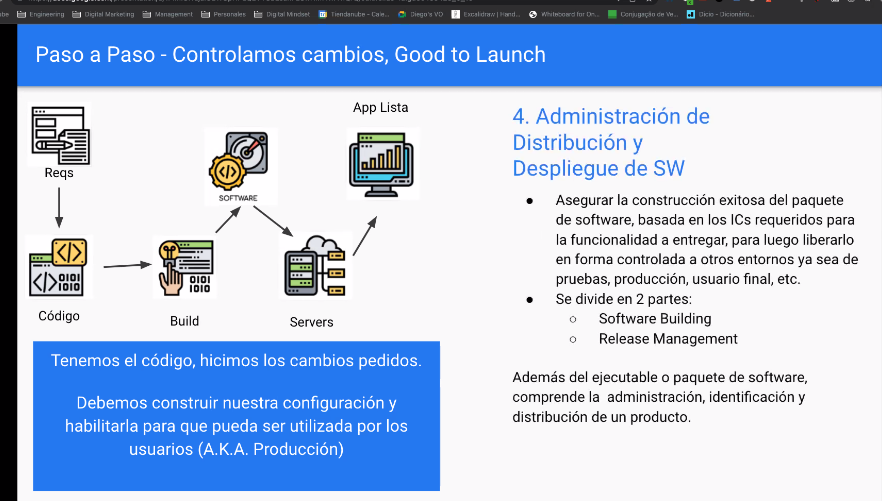 Engineering
Digital Marketing
Management
Personales
Digital Mindset
Tiendanube - Cale...
Diego's VD
Excalidraw | Hand...
Whiteboard for On...
Conjugação de Ve...
Dicio - Dicionário...
Paso a Paso - Controlamos cambios, Good to Launch
App Lista
Reqs
SOFTWARE
Código
Build
Servers
Tenemos el código, hicimos los cambios pedidos.
Debemos construir nuestra configuración y
habilitarla para que pueda ser utilizada por los
usuarios (A.K.A. Producción)
4. Administración de
Distribución y
Despliegue de SW
● Asegurar la construcción exitosa del paquete
de software, basada en los ICs requeridos para
la funcionalidad a entregar, para luego liberarlo
en forma controlada a otros entornos ya sea de
pruebas, producción, usuario final, etc.
● Se divide en 2 partes:
○ Software Building
○ Release Management
Además del ejecutable o paquete de software,
comprende la administración, identificación y
distribución de un producto.